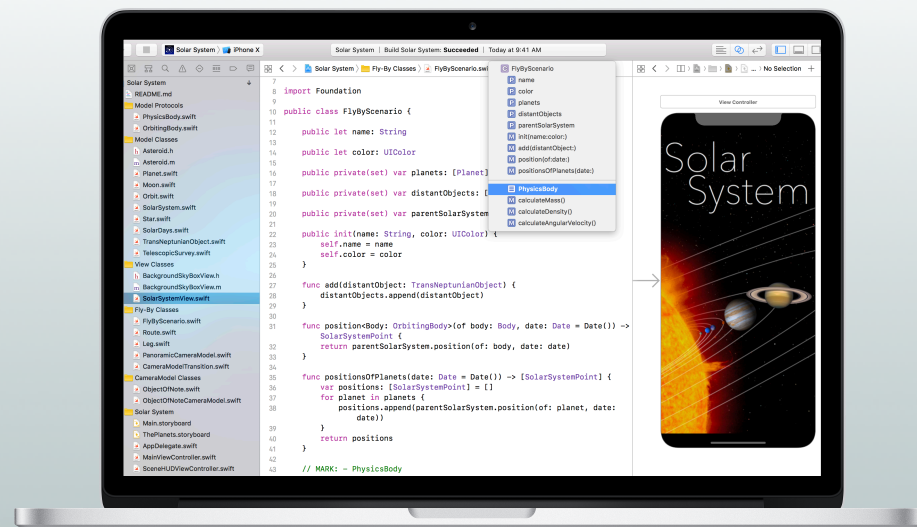 Solar System
iPhone X
Solar System | Build Solar System: Succeeded | Today at 9:41 AM
Solar System
README.md
Model Protocols
PhysicsBody.swift
OrbitingBody.swift
Model Classes
Asteroid.h
Asteroid.m
Planet.swift
Moon.swift
Orbit.swift
SolarSystem.swift
Star.swift
SolarDays.swift
TransNeptunianObject.swift
TelescopicSurvey.swift
View Classes
BackgroundSkyBoxView.h
BackgroundSkyBoxView.m
SolarSystemView.swift
Fly-By Classes
FlyByScenario.swift
Route.swift
Leg.swift
PanoramicCameraModel.swift
CameraModelTransition.swift
CameraModel Classes
ObjectOfNote.swift
ObjectOfNoteCameraModel.swift
Solar System
Main.storyboard
ThePlanets.storyboard
AppDelegate.swift
MainViewController.swift
SceneHUDViewController.swift
Solar System
Fly-By Classes
FlyByScenario.swi
7
8 import Foundation
9
10 public class FlyByScenario {
11
12 public let name: String
13
14 public let color: UIColor
15
16 public private(set) var planets: [Planet]
17
18 public private(set) var distantObjects: [
19
20 public private(set) var parentSolarSystem
21
22 public init(name: String, color: UIColor) {
23 self.name = name
24 self.color = color
25 }
26
27 func add(distantObject: TransNeptunianObject) {
28 distantObjects.append(distantObject)
29 }
30
31 func position<Body: OrbitingBody>(of body: Body, date: Date = Date()) ->
SolarSystemPoint {
32 return parentSolarSystem.position(of: body, date: date)
33 }
34
35 func positionsOfPlanets(date: Date = Date()) -> [SolarSystemPoint] {
36 var positions: [SolarSystemPoint] = []
37 for planet in planets {
38 positions.append(parentSolarSystem.position(of: planet, date:
date))
39 }
40 return positions
41 }
42
43 // MARK: - PhysicsBody
C FlyByScenario
P name
P color
P planets
P distantObjects
P parentSolarSystem
M init(name:color:)
M add(distantObject:)
M position(of:date:)
M positionsOfPlanets(date:)
PhysicsBody
M calculateMass()
M calculateDensity()
M calculateAngularVelocity()
... No Selection
View Controller
Solar
System